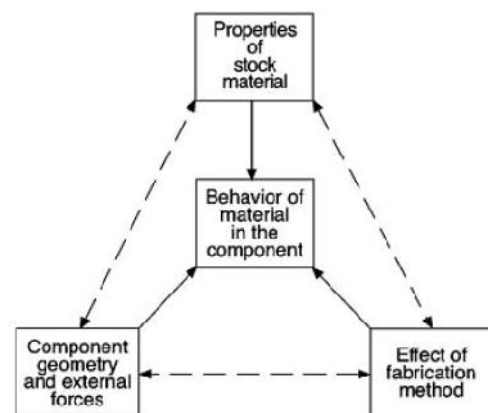 Properties
of
stock
material
Behavior of
material
in the
component
Component
geometry
and external
forces
Effect of
fabrication
method